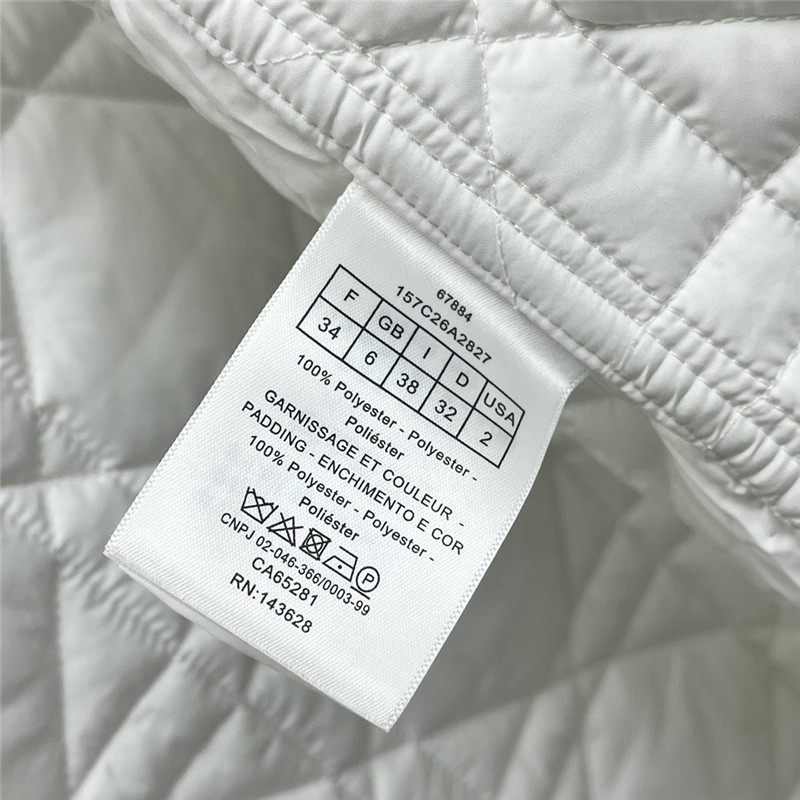 67884
157C26A2827
F GB I D USA
34 6 38 32 2
100% Polyester - Polyester -
Poliéster
GARNISSAGE ET COULEUR -
PADDING - ENCHIMENTO E COR
100% Polyester - Polyester -
Poliéster
P
CNPJ 02-046-366/0003-99
CA65281
RN:143628